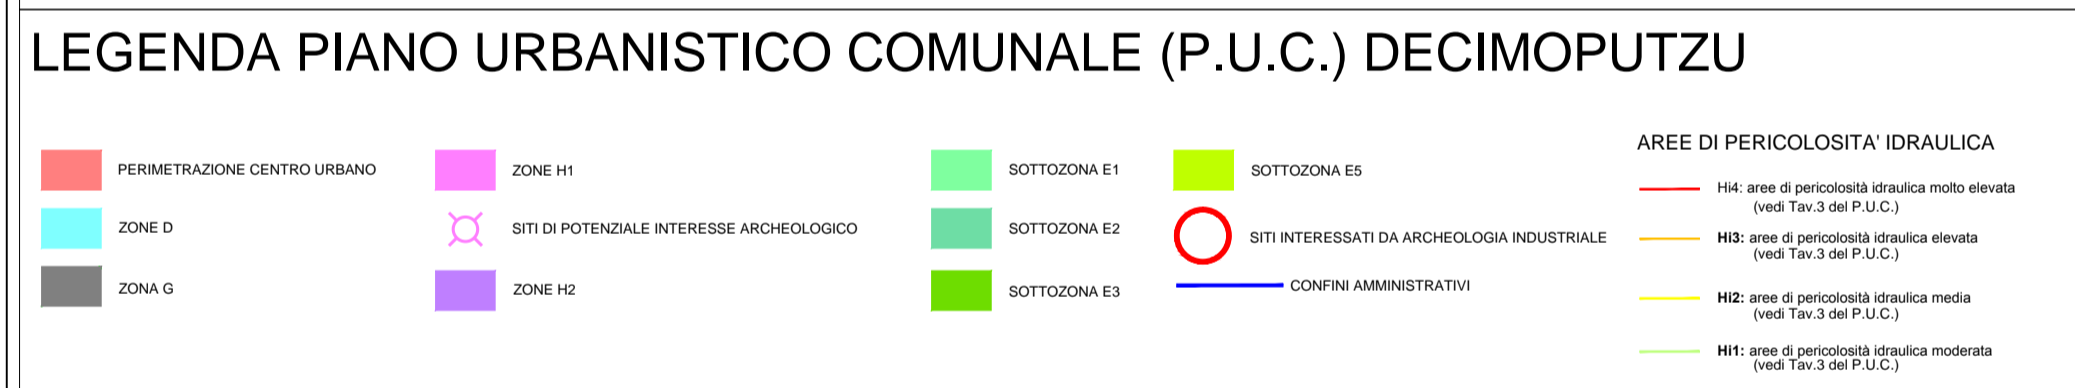 LEGENDA PIANO URBANISTICO COMUNALE (P.U.C.) DECIMOPUTZU
PERIMETRAZIONE CENTRO URBANO
ZONE D
ZONA G
ZONE H1
SITI DI POTENZIALE INTERESSE ARCHEOLOGICO
ZONE H2
SOTTOZONA E1
SOTTOZONA E2
SOTTOZONA E3
SOTTOZONA E5
SITI INTERESSATI DA ARCHEOLOGIA INDUSTRIALE
CONFINI AMMINISTRATIVI
AREE DI PERICOLOSITA' IDRAULICA
Hi4: aree di pericolosità idraulica molto elevata
(vedi Tav.3 del P.U.C.)
Hi3: aree di pericolosità idraulica elevata
(vedi Tav.3 del P.U.C.)
Hi2: aree di pericolosità idraulica media
(vedi Tav.3 del P.U.C.)
Hi1: aree di pericolosità idraulica moderata
(vedi Tav.3 del P.U.C.)